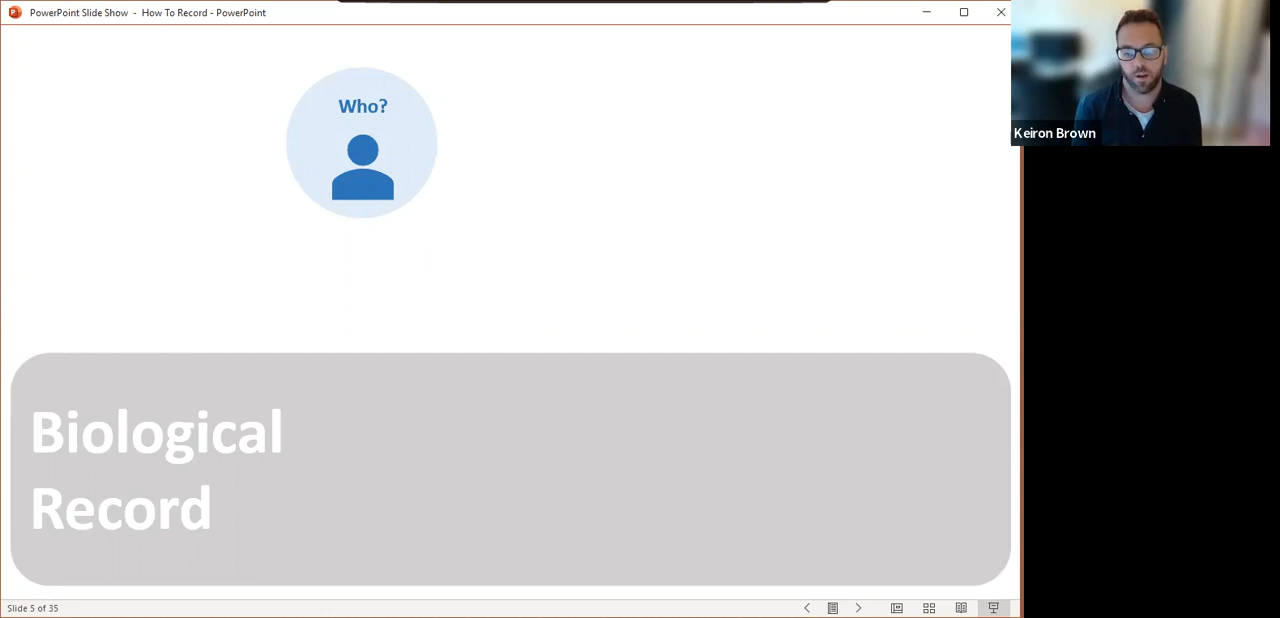 PowerPoint Slide Show - How To Record - PowerPoint
Who?
Keiron Brown
Biological
Record
Slide 5 of 35